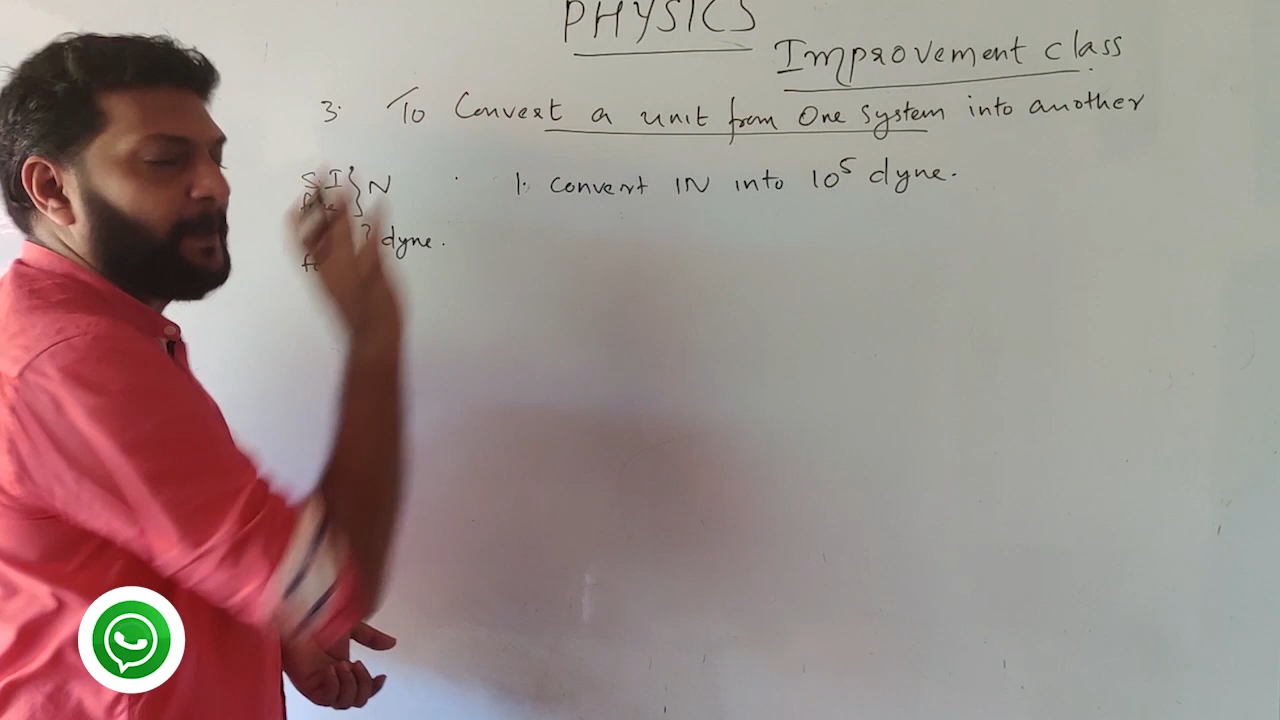 PHYSICS
Improvement class
3. To Convert a unit from One system into another
S.I } N
1. convert 1N into 10⁵ dyne.
dyne.